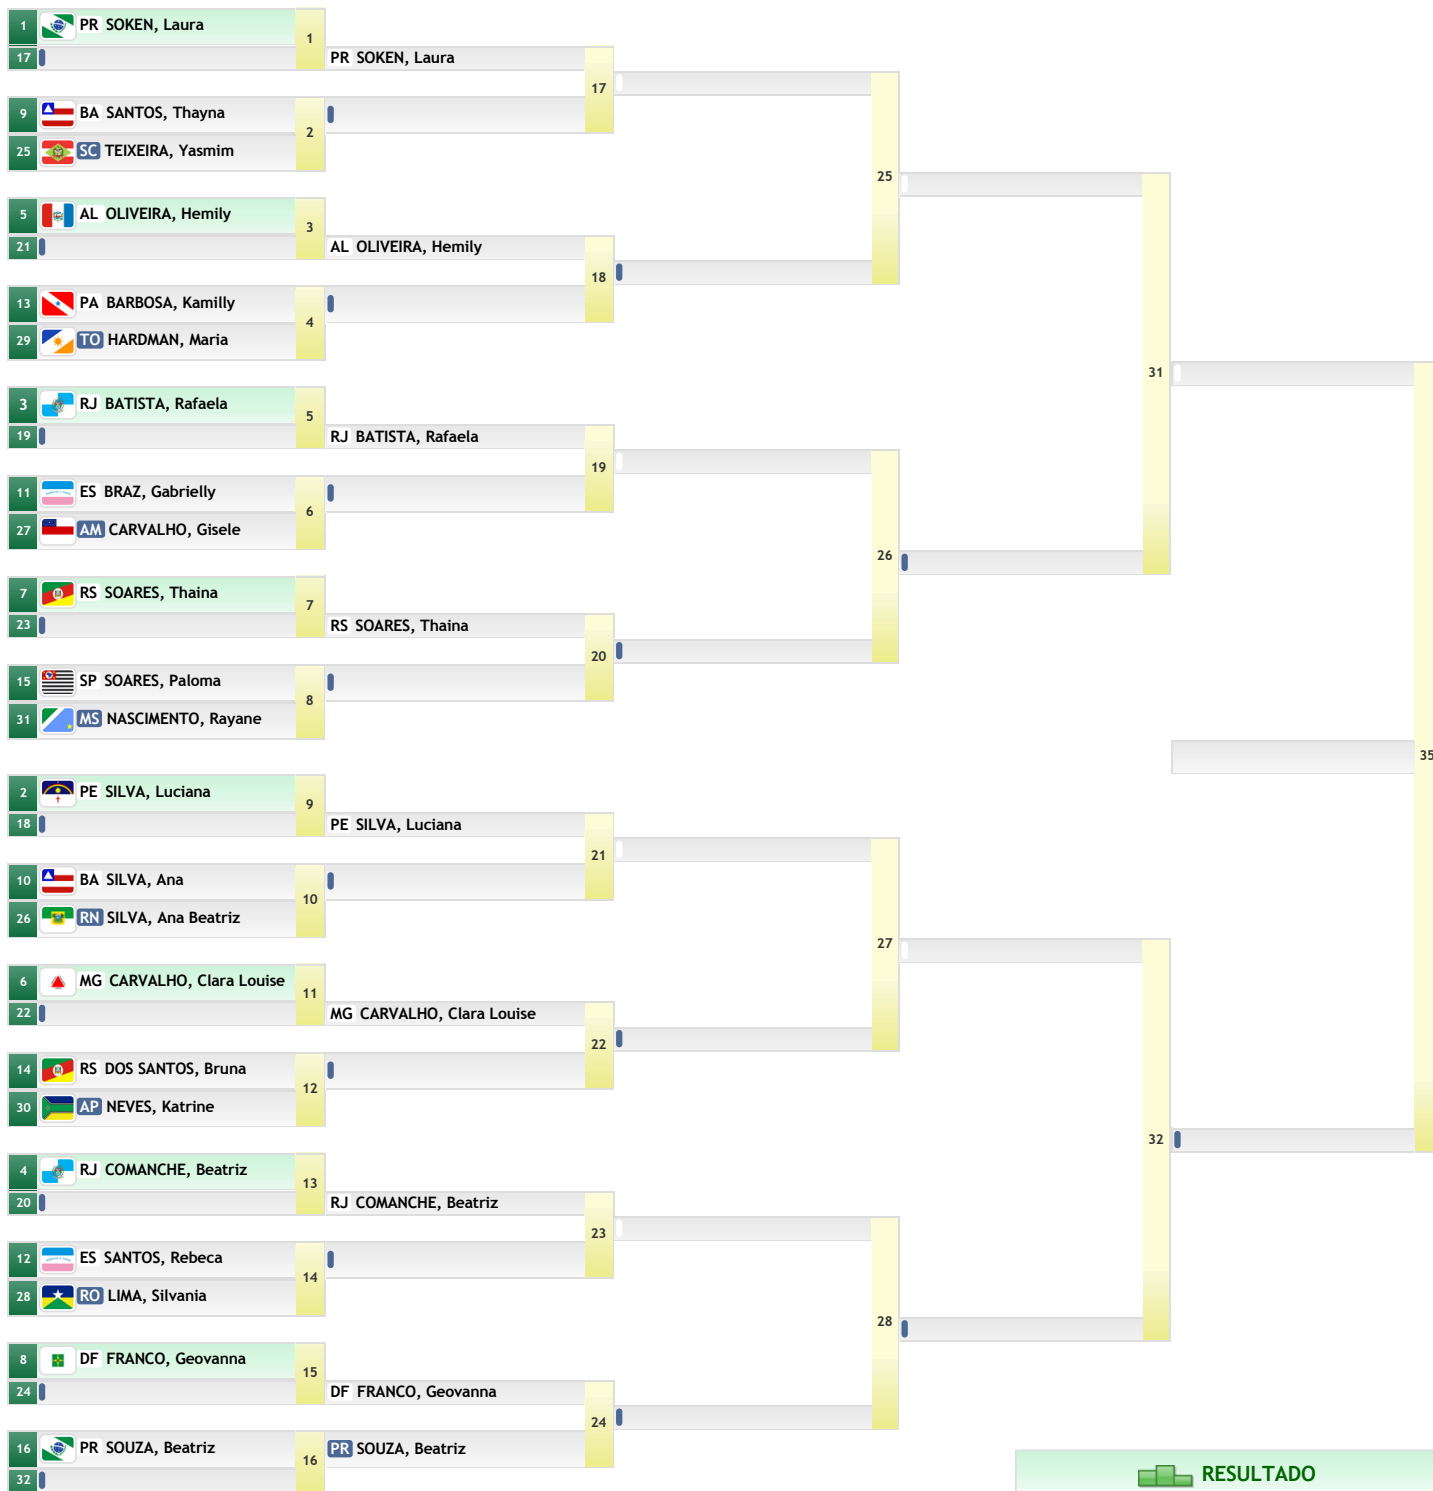 1 PR SOKEN, Laura
1
17
PR SOKEN, Laura
17
9 BA SANTOS, Thayna
2
25 SC TEIXEIRA, Yasmim
25
5 AL OLIVEIRA, Hemily
3
21
AL OLIVEIRA, Hemily
18
13 PA BARBOSA, Kamilly
4
29 TO HARDMAN, Maria
31
3 RJ BATISTA, Rafaela
5
19
RJ BATISTA, Rafaela
19
11 ES BRAZ, Gabrielly
6
27 AM CARVALHO, Gisele
26
7 RS SOARES, Thaina
7
23
RS SOARES, Thaina
20
15 SP SOARES, Paloma
8
31 MS NASCIMENTO, Rayane
35
2 PE SILVA, Luciana
9
18
PE SILVA, Luciana
21
10 BA SILVA, Ana
10
26 RN SILVA, Ana Beatriz
27
6 MG CARVALHO, Clara Louise
11
22
MG CARVALHO, Clara Louise
22
14 RS DOS SANTOS, Bruna
12
30 AP NEVES, Katrine
32
4 RJ COMANCHE, Beatriz
13
20
RJ COMANCHE, Beatriz
23
12 ES SANTOS, Rebeca
14
28 RO LIMA, Silvania
28
8 DF FRANCO, Geovanna
15
24
DF FRANCO, Geovanna
24
16 PR SOUZA, Beatriz
16
PR SOUZA, Beatriz
32
RESULTADO